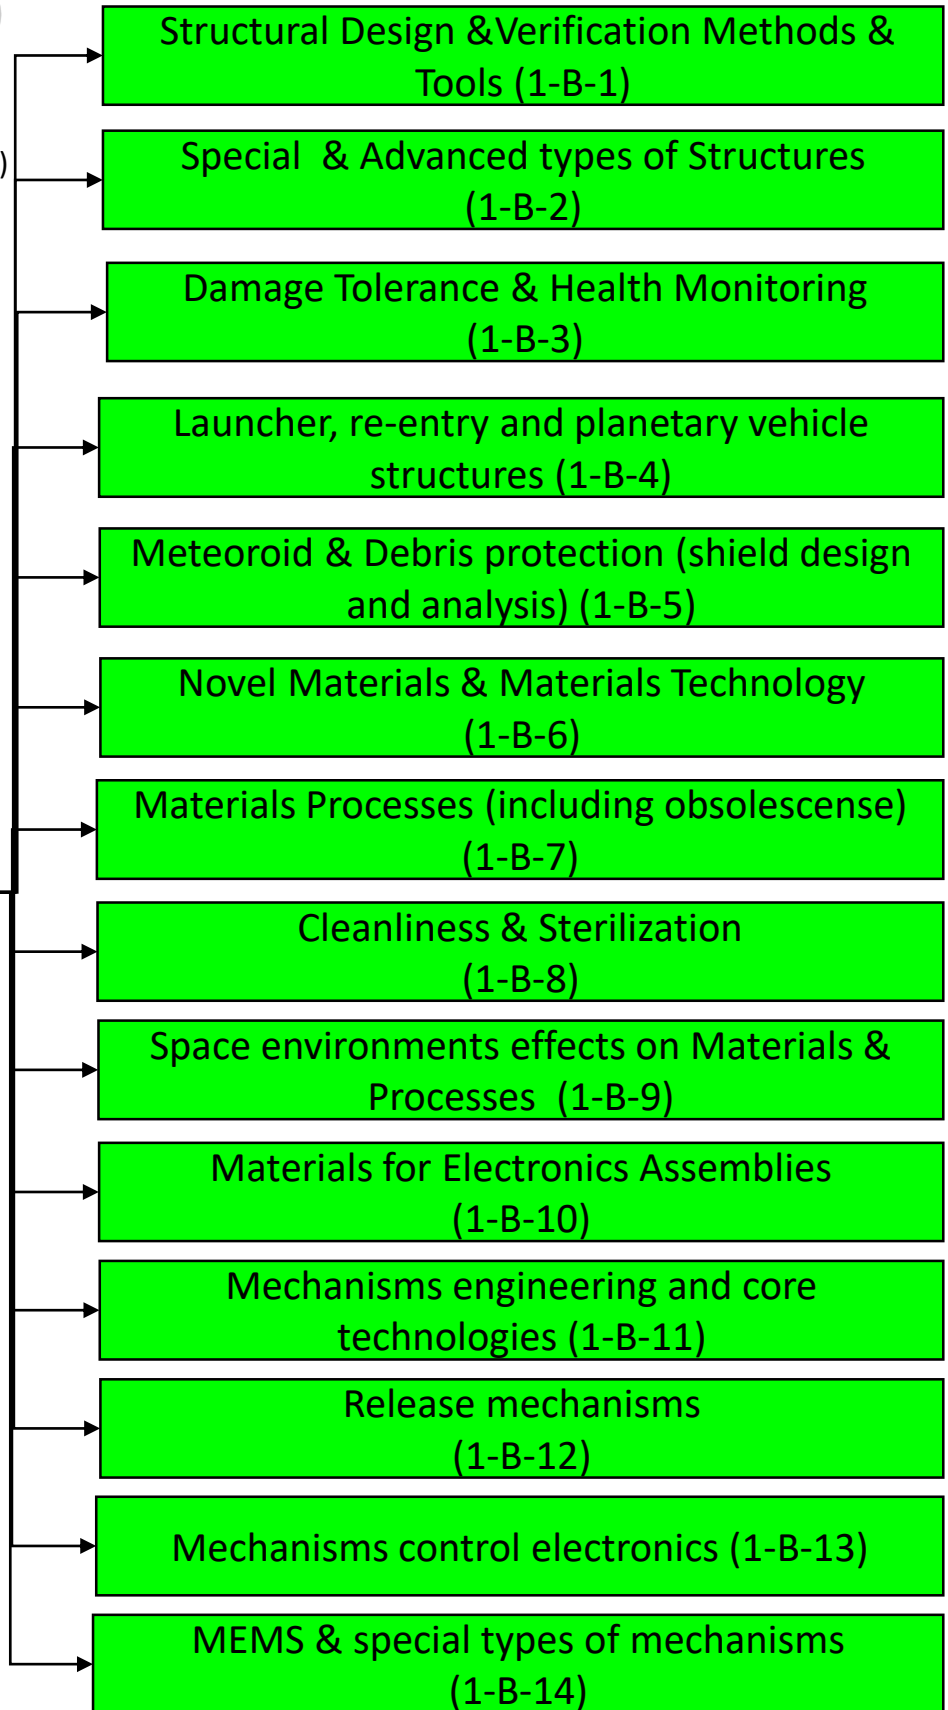 Structural Design &Verification Methods &
Tools (1-B-1)
)
Special & Advanced types of Structures
(1-B-2)
Damage Tolerance & Health Monitoring
(1-B-3)
Launcher, re-entry and planetary vehicle
structures (1-B-4)
Meteoroid & Debris protection (shield design
and analysis) (1-B-5)
Novel Materials & Materials Technology
(1-B-6)
Materials Processes (including obsolescense)
(1-B-7)
Cleanliness & Sterilization
(1-B-8)
Space environments effects on Materials &
Processes (1-B-9)
Materials for Electronics Assemblies
(1-B-10)
Mechanisms engineering and core
technologies (1-B-11)
Release mechanisms
(1-B-12)
Mechanisms control electronics (1-B-13)
MEMS & special types of mechanisms
(1-B-14)